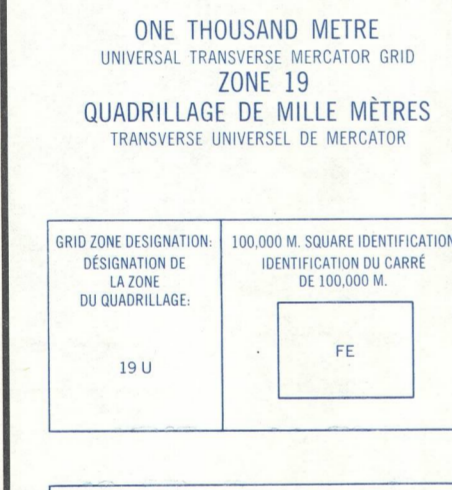 ONE THOUSAND METRE
UNIVERSAL TRANSVERSE MERCATOR GRID
ZONE 19
QUADRILLAGE DE MILLE MÈTRES
TRANSVERSE UNIVERSEL DE MERCATOR
GRID ZONE DESIGNATION:
DÉSIGNATION DE
LA ZONE
DU QUADRILLAGE:
19 U
100,000 M. SQUARE IDENTIFICATION
IDENTIFICATION DU CARRÉ
DE 100,000 M.
FE